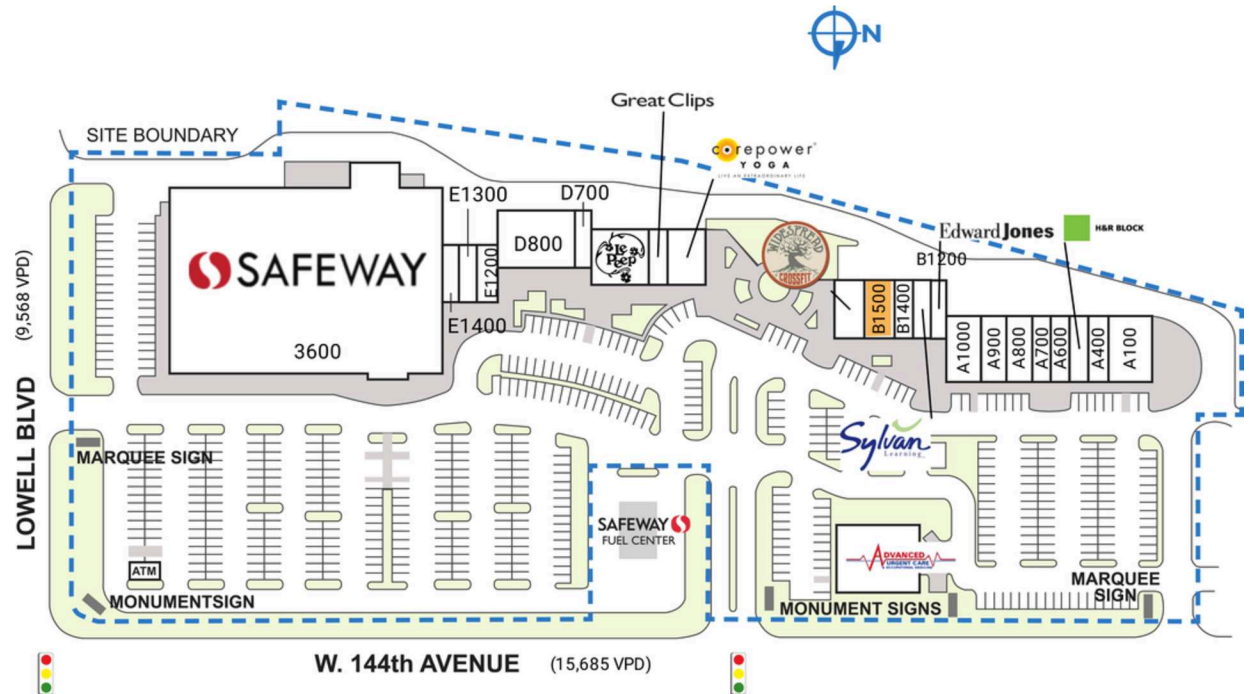 N
Great Clips
SITE BOUNDARY
corepower
YOGA
LIVE AN EXTRAORDINARY LIFE
E1300
D700
Edward Jones
H&R BLOCK
WIDESPREAD
CROSSFIT
B1200
D800
Le
Peep
SAFEWAY
E1200
B1500
B1400
E1400
3600
A1000
A900
A800
A700
A600
A400
A100
(9,568 VPD)
LOWELL BLVD
Sylvan
Learning
MARQUEE SIGN
SAFEWAY
FUEL CENTER
ADVANCED
URGENT CARE
ATM
MARQUEE
SIGN
MONUMENTSIGN
MONUMENT SIGNS
W. 144th AVENUE (15,685 VPD)